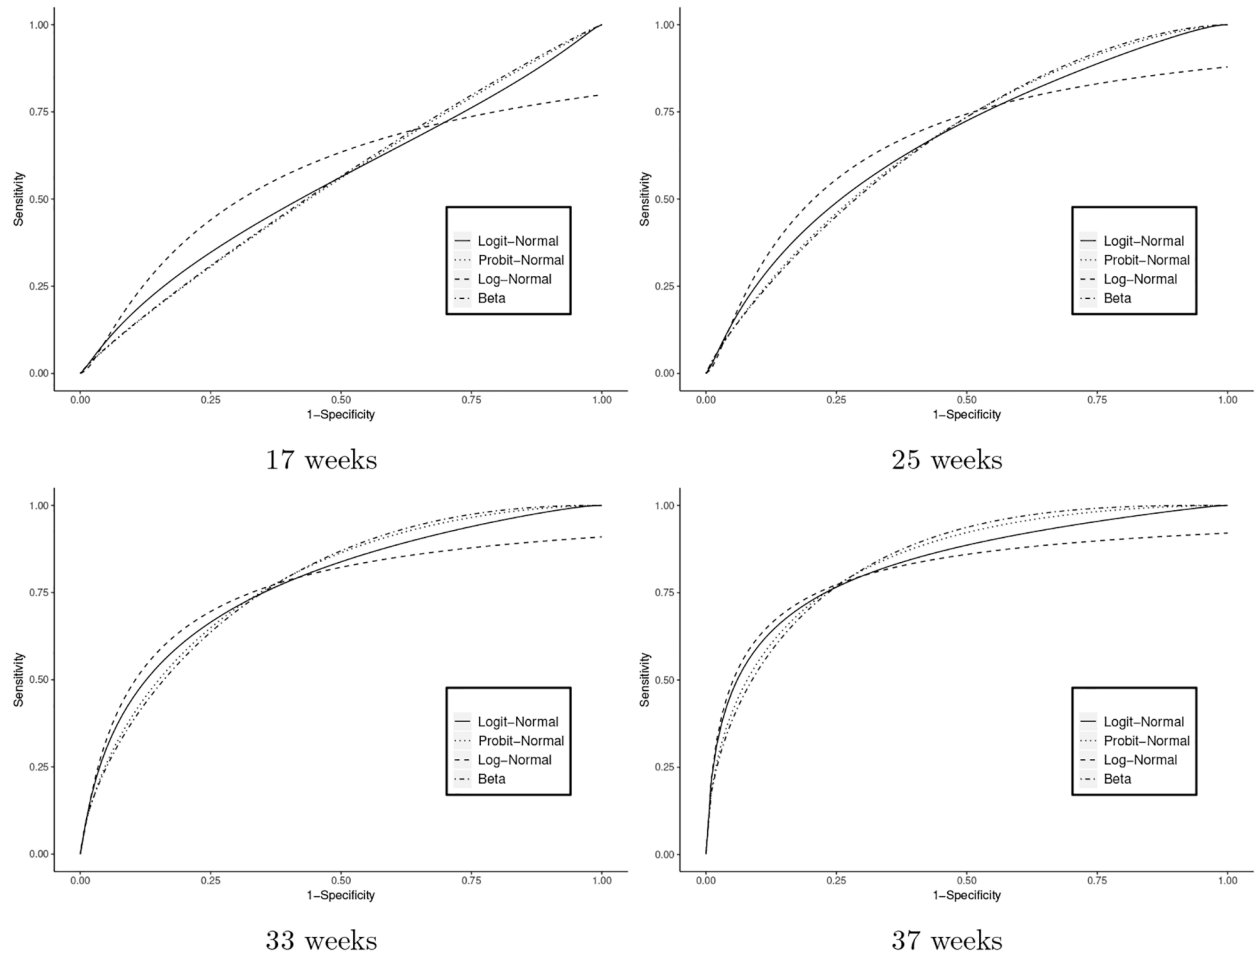 1.00
0.75
0.50
0.25
0.00
Sensitivity
0.00 0.25 0.50 0.75 1.00
1−Specificity
Logit−Normal
Probit−Normal
Log−Normal
Beta
17 weeks
1.00
0.75
0.50
0.25
0.00
Sensitivity
0.00 0.25 0.50 0.75 1.00
1−Specificity
Logit−Normal
Probit−Normal
Log−Normal
Beta
25 weeks
1.00
0.75
0.50
0.25
0.00
Sensitivity
0.00 0.25 0.50 0.75 1.00
1−Specificity
Logit−Normal
Probit−Normal
Log−Normal
Beta
33 weeks
1.00
0.75
0.50
0.25
0.00
Sensitivity
0.00 0.25 0.50 0.75 1.00
1−Specificity
Logit−Normal
Probit−Normal
Log−Normal
Beta
37 weeks